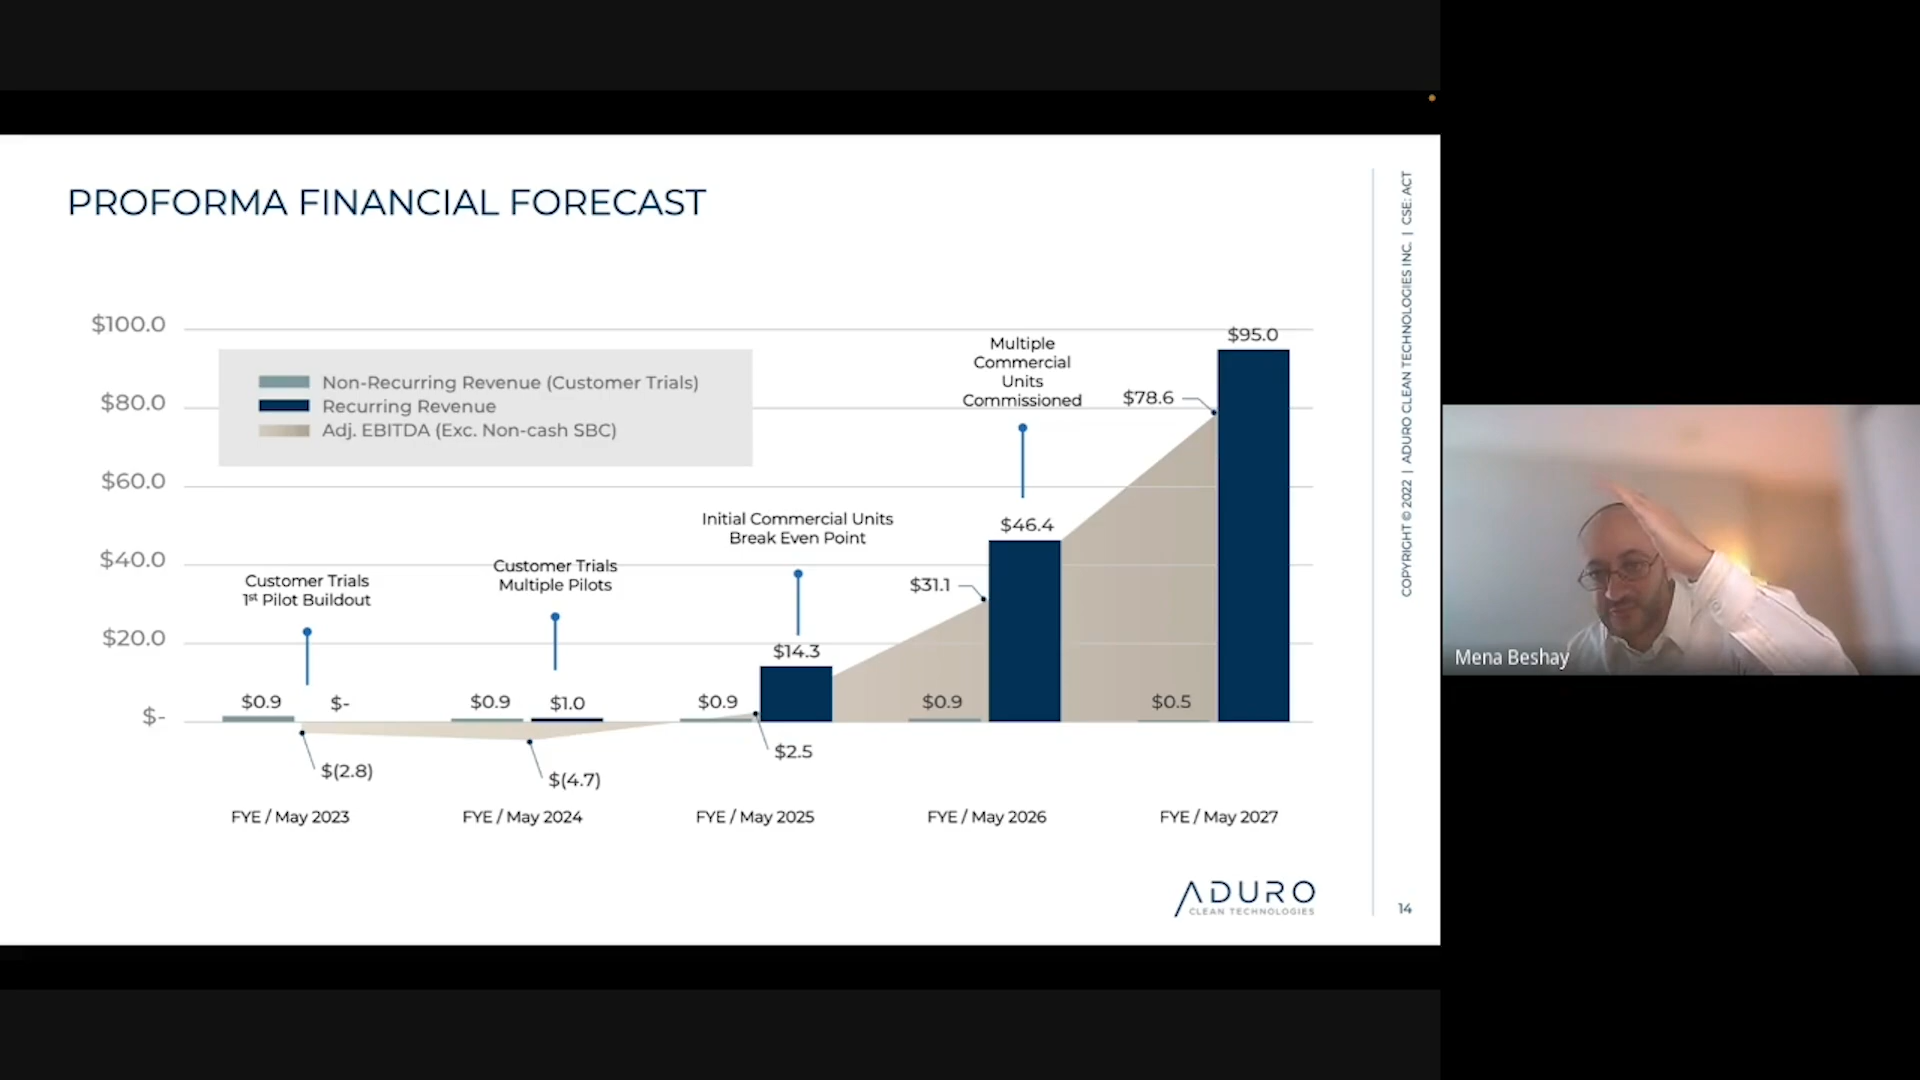 PROFORMA FINANCIAL FORECAST
$100.0
$80.0
$60.0
$40.0
$20.0
$-
Non-Recurring Revenue (Customer Trials)
Recurring Revenue
Adj. EBITDA (Exc. Non-cash SBC)
Customer Trials
1st Pilot Buildout
Customer Trials
Multiple Pilots
Initial Commercial Units
Break Even Point
Multiple
Commercial
Units
Commissioned
$0.9
$-
$(2.8)
$0.9
$1.0
$(4.7)
$0.9
$14.3
$2.5
$0.9
$46.4
$31.1
$0.5
$95.0
$78.6
FYE / May 2023
FYE / May 2024
FYE / May 2025
FYE / May 2026
FYE / May 2027
ADURO
CLEAN TECHNOLOGIES
COPYRIGHT © 2022 | ADURO CLEAN TECHNOLOGIES INC. | CSE: ACT
14
Mena Beshay